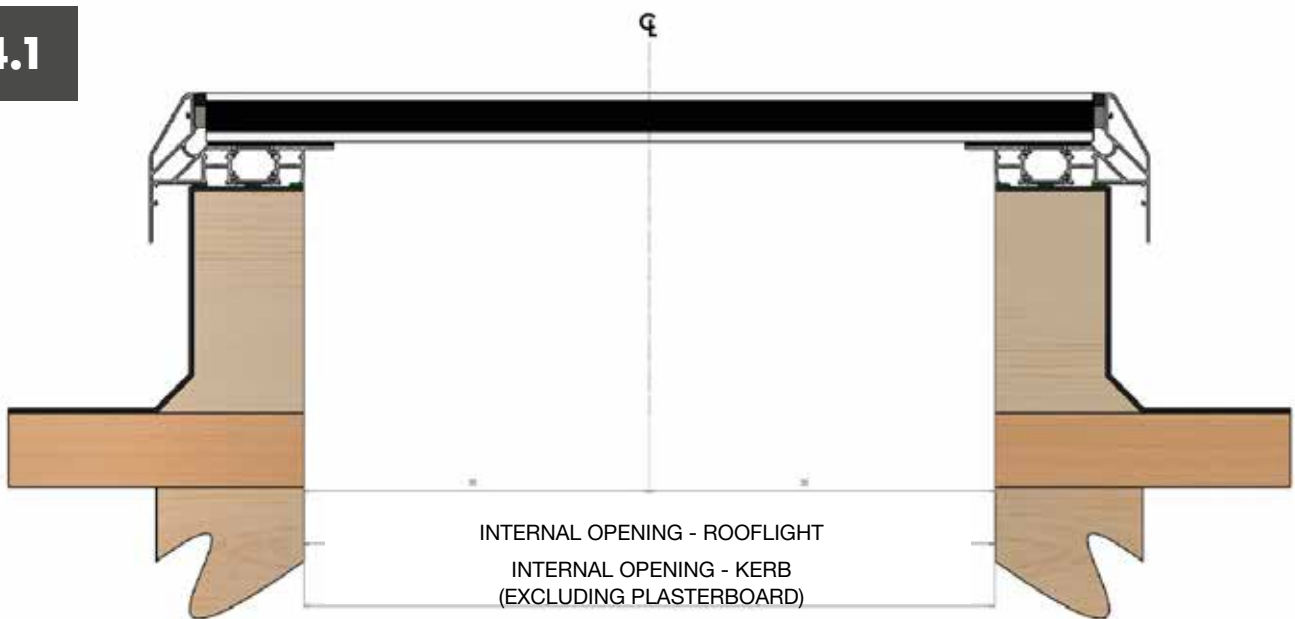 4.1
℄
INTERNAL OPENING - ROOFLIGHT
INTERNAL OPENING - KERB
(EXCLUDING PLASTERBOARD)